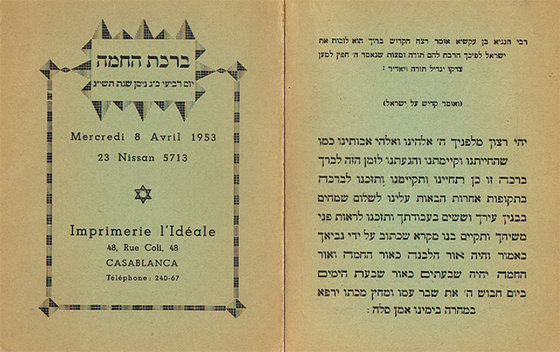 ברכת החמה
יום רביעי כ״ג ניסן שנת תשי״ג
Mercredi 8 Avril 1953
23 Nissan 5713
Imprimerie l'Idéale
48, Rue Coli, 48
CASABLANCA
Téléphone : 240-67
רבי חנניא בן עקשיא אומר רצה הקדוש ברוך הוא לזכות את
ישראל לפיכך הרבה להם תורה ומצות שנאמר ה׳ חפץ למען
צדקו יגדיל תורה ויאדיר :
(ואומר קדיש על ישראל)
יהי רצון מלפניך ה׳ אלהינו ואלהי אבותינו כמו
שהחייתנו וקיימתנו והגעתנו לזמן הזה לברך
ברכה זו כן תחיינו ותקיימנו ותזכנו לברכה
בתקופות אחרות הבאות עלינו לשלום שמחים
בבנין עירך וששים בעבודתך ותזכנו לראות פני
משיחך ותקיים בנו מקרא שכתוב על ידי נביאך
כאמור והיה אור הלבנה כאור החמה ואור
החמה יהיה שבעתים כאור שבעת הימים
ביום חבוש ה׳ את שבר עמו ומחץ מכתו ירפא
במהרה בימינו אמן סלה :